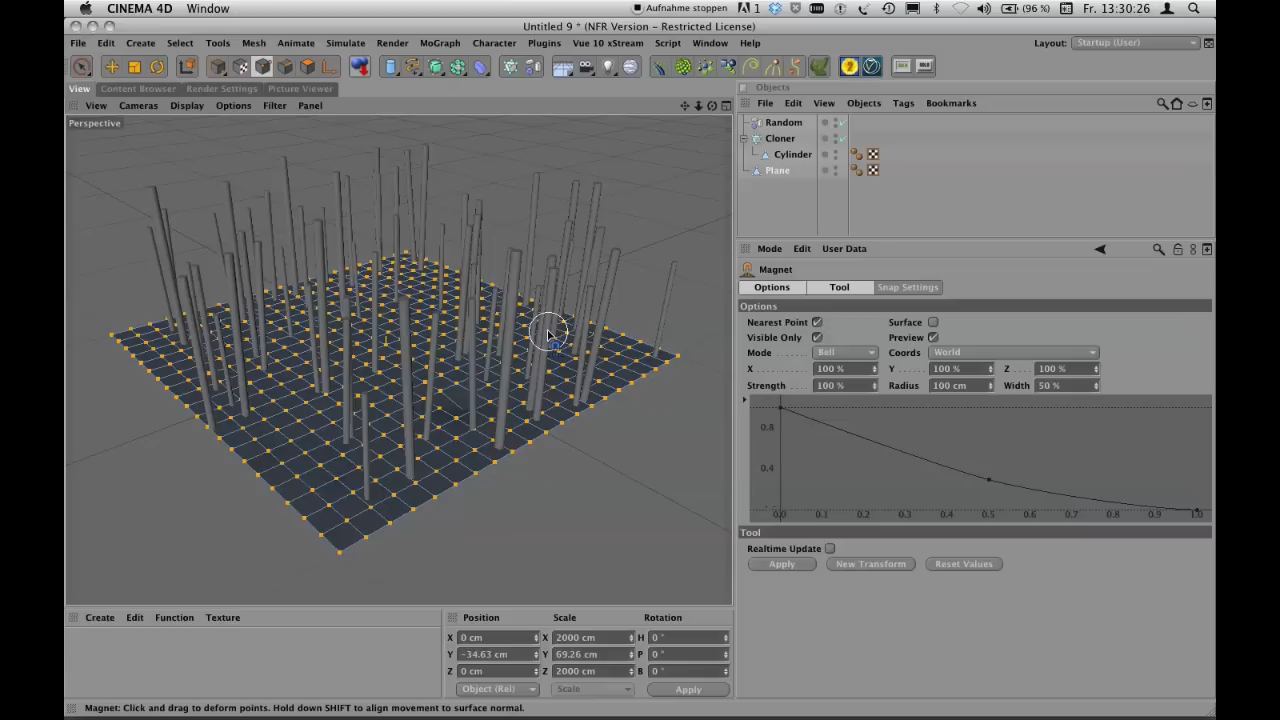 CINEMA 4D Window Aufnahme stoppen 1 (96 %) Fr. 13:30:26
Untitled 9 * (NFR Version - Restricted License)
File Edit Create Select Tools Mesh Animate Simulate Render MoGraph Character Plugins Vue 10 xStream Script Window Help Layout: Startup (User)
View Content Browser Render Settings Picture Viewer
View Cameras Display Options Filter Panel
Perspective
Objects
File Edit View Objects Tags Bookmarks
Random
Cloner
Cylinder
Plane
Mode Edit User Data
Magnet
Options Tool Snap Settings
Options
Nearest Point Surface
Visible Only Preview
Mode Bell Coords World
X 100 % Y 100 % Z 100 %
Strength 100 % Radius 100 cm Width 50 %
0.8
0.4
0.0 0.1 0.2 0.3 0.4 0.5 0.6 0.7 0.8 0.9 1.0
Tool
Realtime Update
Apply New Transform Reset Values
Create Edit Function Texture
Position Scale Rotation
X 0 cm X 2000 cm H 0 °
Y -34.63 cm Y 69.26 cm P 0 °
Z 0 cm Z 2000 cm B 0 °
Object (Rel) Scale Apply
Magnet: Click and drag to deform points. Hold down SHIFT to align movement to surface normal.